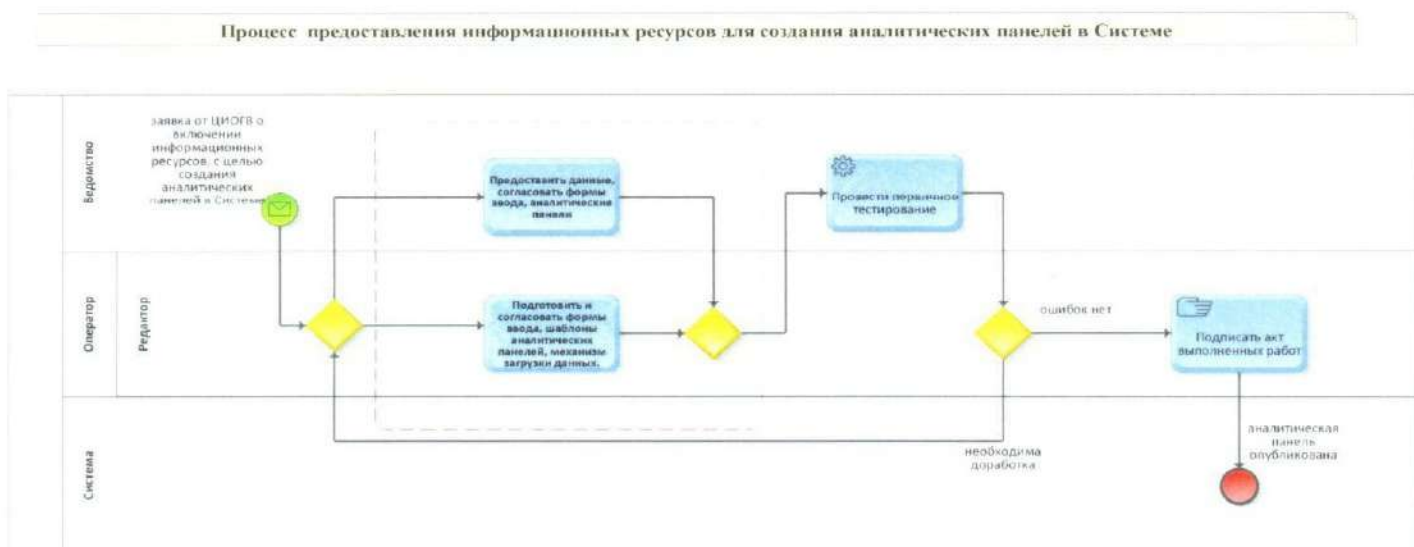 Процесс предоставления информационных ресурсов для создания аналитических панелей в Системе
Ведомство
заявка от ЦИОГВ о
включении
информационных
ресурсов, с целью
создания
аналитических
панелей в Системе
Предоставить данные,
согласовать формы
ввода, аналитические
панели
Провести первичное
тестирование
Оператор
Редактор
Подготовить и
согласовать формы
ввода, шаблоны
аналитических
панелей, механизм
загрузки данных.
ошибок нет
Подписать акт
выполненных работ
Система
необходима
доработка
аналитическая
панель
опубликована